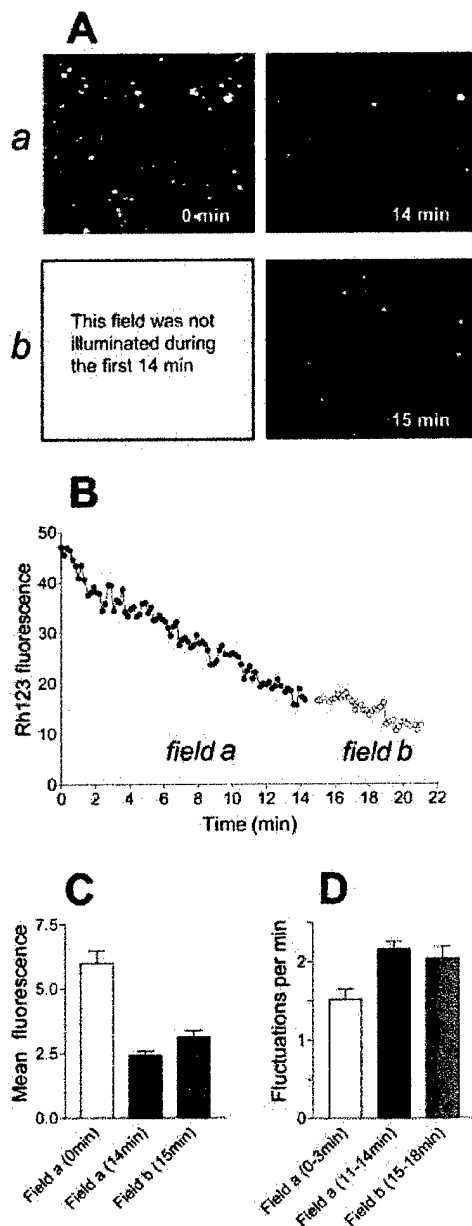 A
a
0 min
14 min
b
This field was not
illuminated during
the first 14 min
15 min
B
Rh123 fluorescence
50
40
30
20
10
0
field a
field b
0 2 4 6 8 10 12 14 16 18 20 22
Time (min)
C
Mean fluorescence
7.5
5.0
2.5
0.0
Field a (0min)
Field a (14min)
Field b (15min)
D
Fluctuations per min
2
1
0
Field a (0-3min)
Field a (11-14min)
Field b (15-18min)